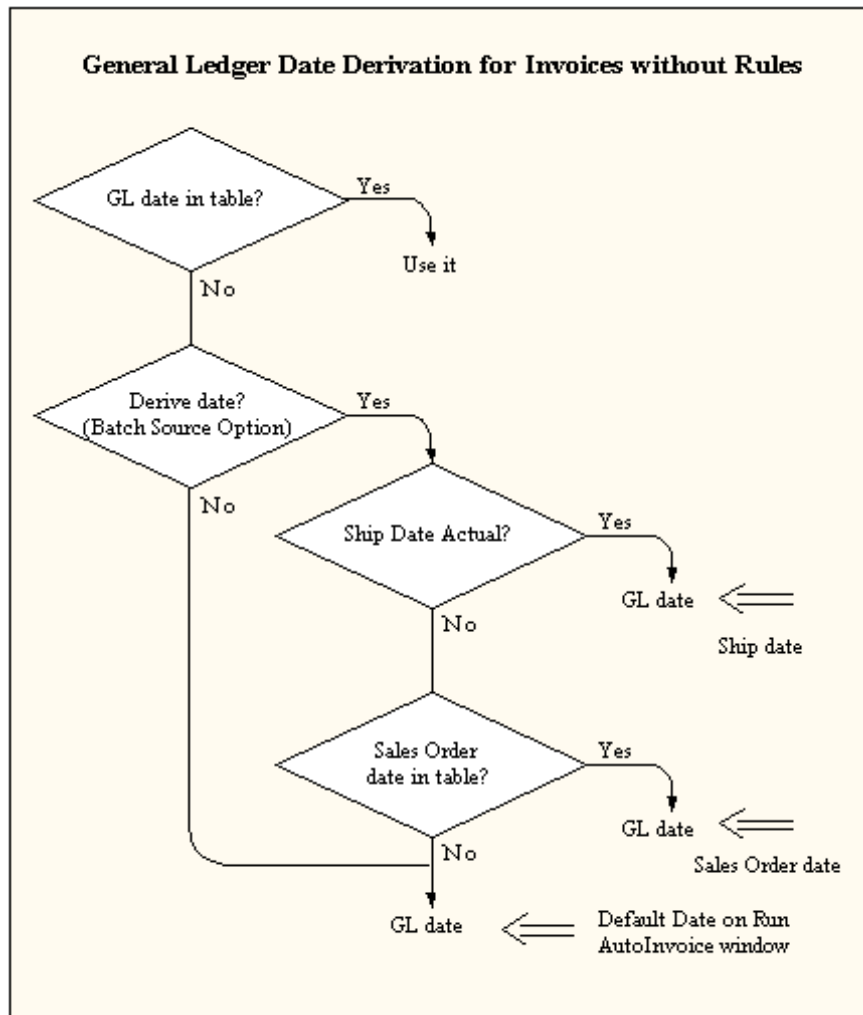 General Ledger Date Derivation for Invoices without Rules
GL date in table?
Yes
Use it
No
Derive date?
(Batch Source Option)
Yes
No
Ship Date Actual?
Yes
GL date
Ship date
No
Sales Order
date in table?
Yes
GL date
Sales Order date
No
GL date
Default Date on Run
AutoInvoice window